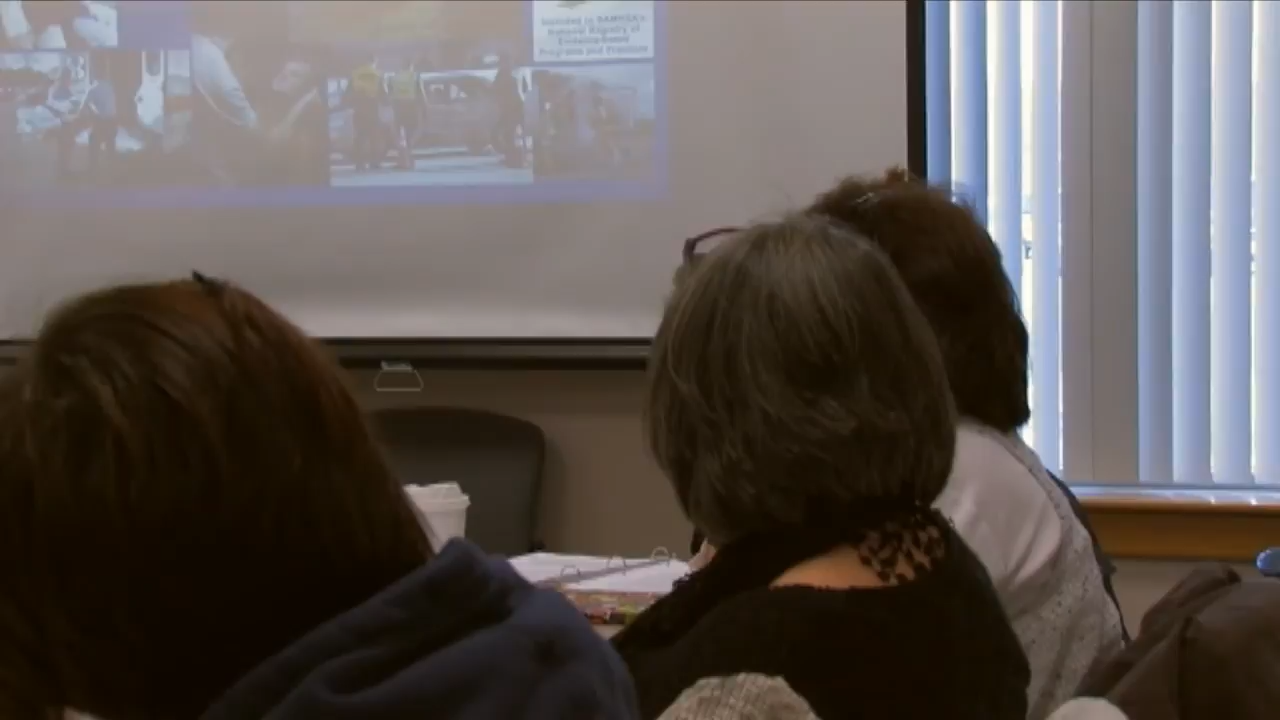 Included in SAMHSA's
National Registry of
Evidence-based
Programs and Practices